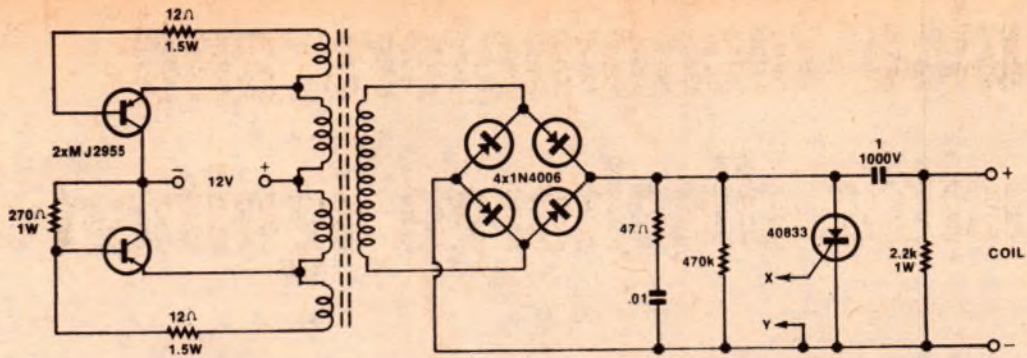 12Ω
1.5W
2xMJ2955
− 12V +
270Ω
1W
12Ω
1.5W
4x1N4006
47Ω
.01
470k
40833
X
Y
1
1000V
2.2k
1W
+
COIL
−